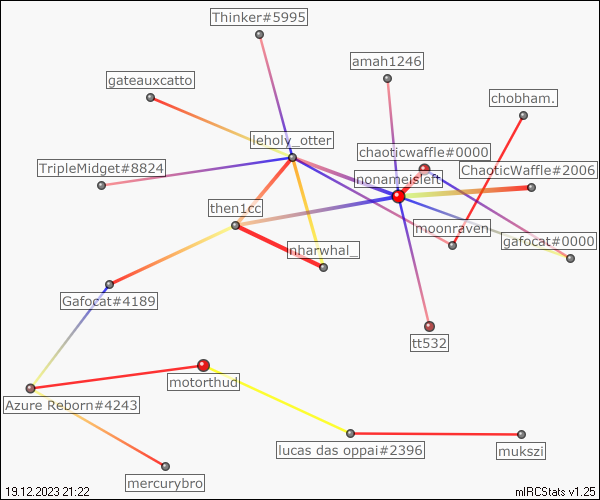 Thinker#5995
amah1246
gateauxcatto
chobham.
leholy_otter
chaoticwaffle#0000
TripleMidget#8824
ChaoticWaffle#2006
nonameisleft
then1cc
moonraven
gafocat#0000
nharwhal_
Gafocat#4189
tt532
motorthud
Azure Reborn#4243
lucas das oppai#2396
mukszi
mercurybro
19.12.2023 21:22
mIRCStats v1.25